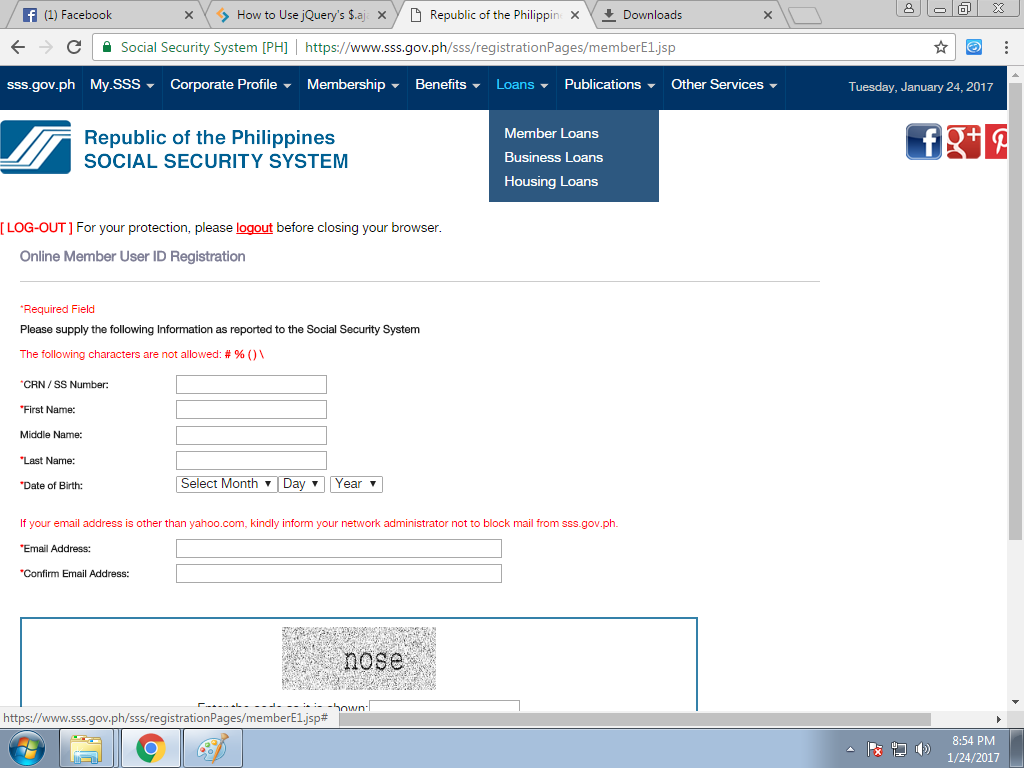 (1) Facebook
How to Use jQuery's $.aj
Republic of the Philippin
Downloads
Social Security System [PH] https://www.sss.gov.ph/sss/registrationPages/memberE1.jsp
sss.gov.ph My.SSS Corporate Profile Membership Benefits Loans Publications Other Services Tuesday, January 24, 2017
Member Loans
Business Loans
Housing Loans
Republic of the Philippines
SOCIAL SECURITY SYSTEM
[ LOG-OUT ] For your protection, please logout before closing your browser.
Online Member User ID Registration
*Required Field
Please supply the following Information as reported to the Social Security System
The following characters are not allowed: # % ( ) \
*CRN / SS Number:
*First Name:
Middle Name:
*Last Name:
*Date of Birth: Select Month Day Year
If your email address is other than yahoo.com, kindly inform your network administrator not to block mail from sss.gov.ph.
*Email Address:
*Confirm Email Address:
nose
Enter the code as it is shown:
https://www.sss.gov.ph/sss/registrationPages/memberE1.jsp#
8:54 PM
1/24/2017